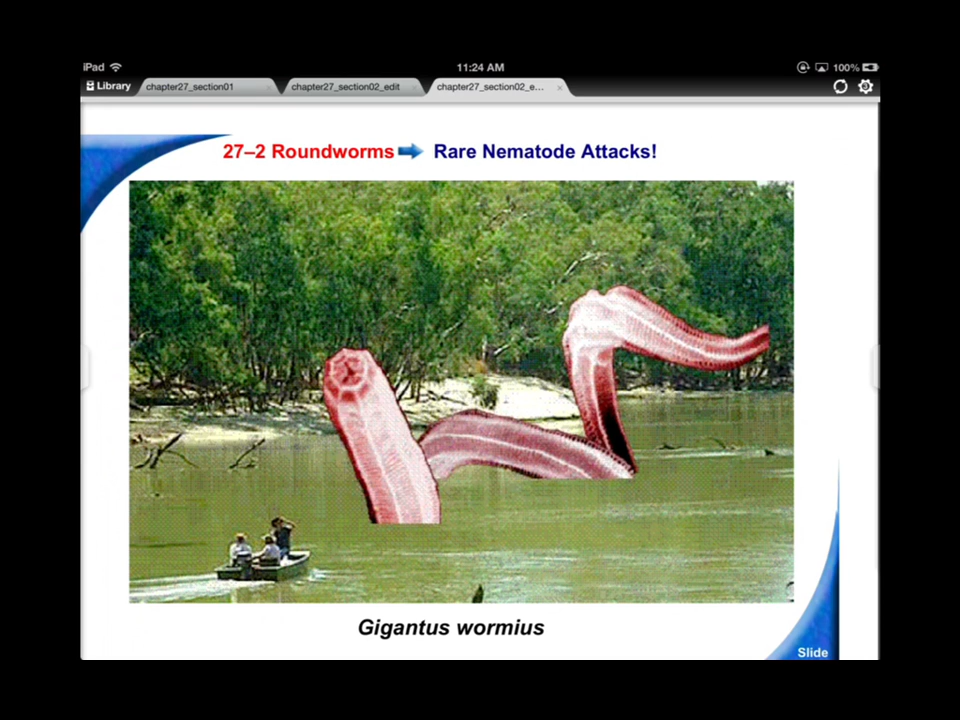 iPad 11:24 AM 100%
Library chapter27_section01 chapter27_section02_edit chapter27_section02_e...
27–2 Roundworms Rare Nematode Attacks!
Gigantus wormius
Slide